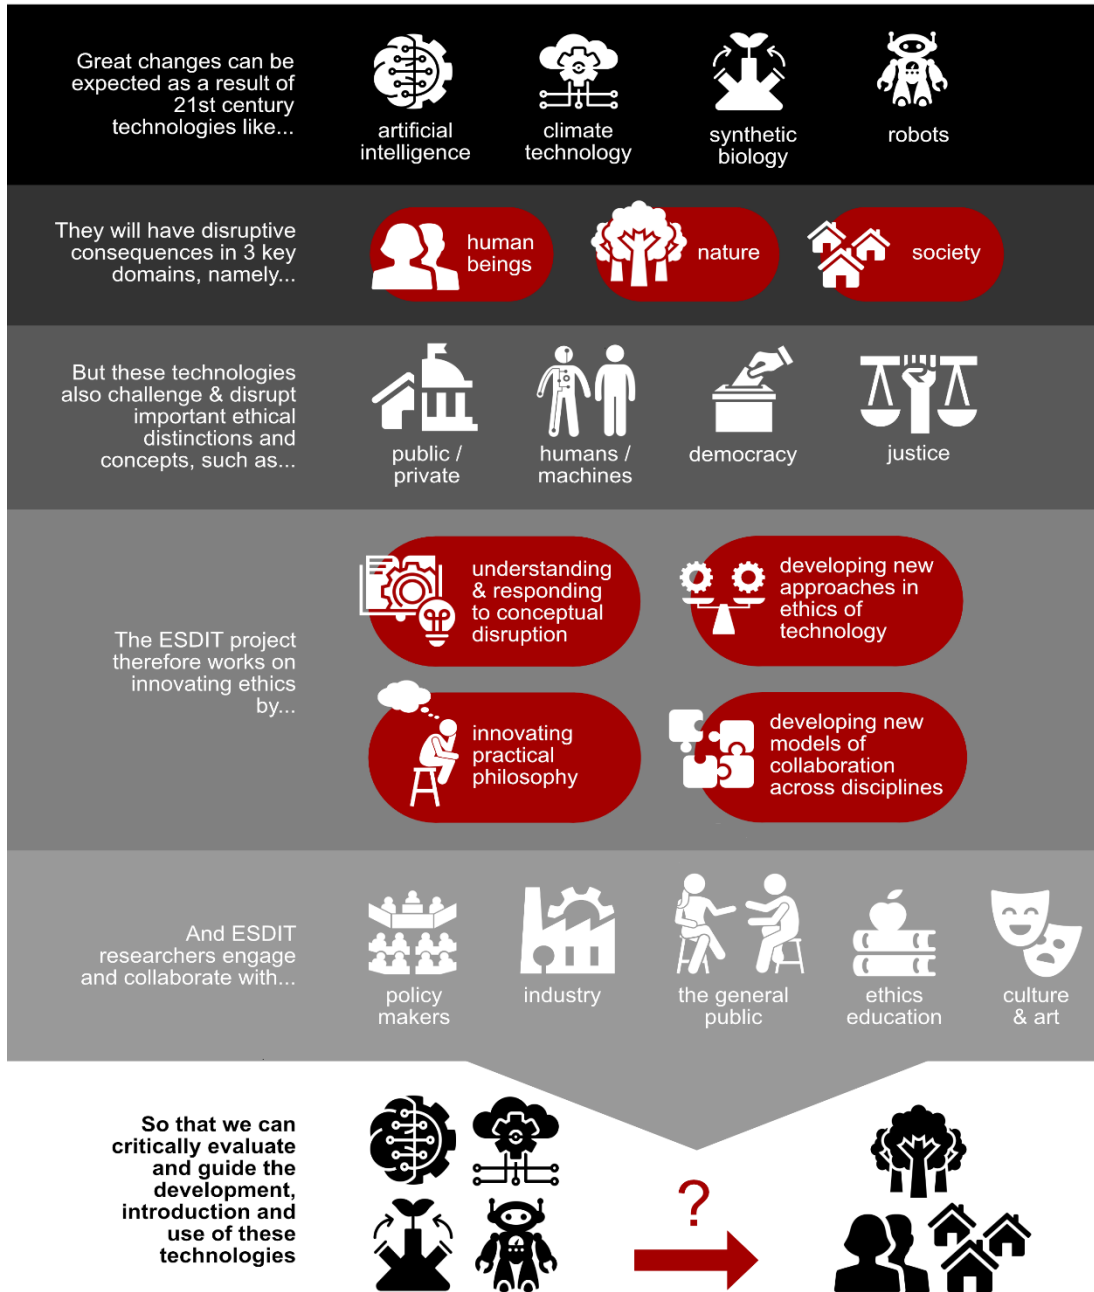 Great changes can be
expected as a result of
21st century
technologies like...
artificial
intelligence
climate
technology
synthetic
biology
robots
They will have disruptive
consequences in 3 key
domains, namely...
human
beings
nature
society
But these technologies
also challenge & disrupt
important ethical
distinctions and
concepts, such as...
public /
private
humans /
machines
democracy
justice
The ESDIT project
therefore works on
innovating ethics
by...
understanding
& responding
to conceptual
disruption
developing new
approaches in
ethics of
technology
innovating
practical
philosophy
developing new
models of
collaboration
across disciplines
And ESDIT
researchers engage
and collaborate with...
policy
makers
industry
the general
public
ethics
education
culture
& art
So that we can
critically evaluate
and guide the
development,
introduction and
use of these
technologies
?